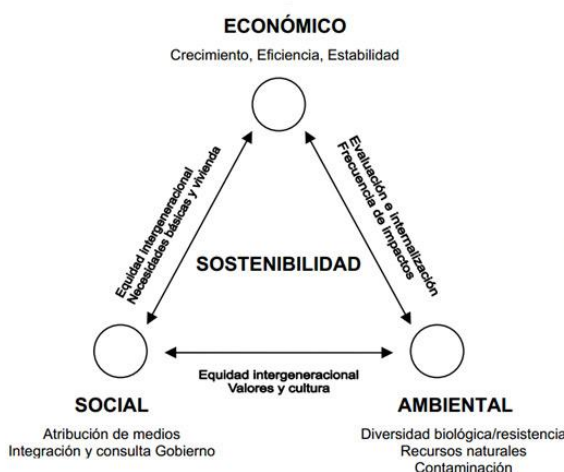 ECONÓMICO
Crecimiento, Eficiencia, Estabilidad
Equidad intergeneracional
Necesidades básicas y vivienda
Evaluación e internalización
Frecuencia de impactos
SOSTENIBILIDAD
Equidad intergeneracional
Valores y cultura
SOCIAL
Atribución de medios
Integración y consulta Gobierno
AMBIENTAL
Diversidad biológica/resistencia
Recursos naturales
Contaminación